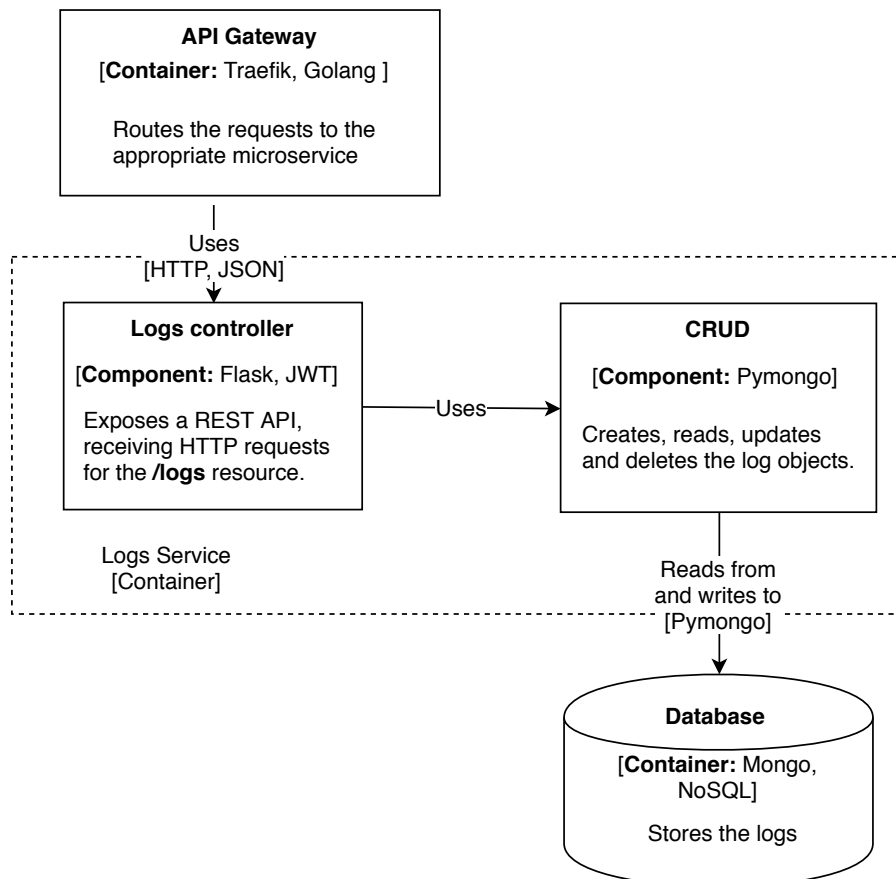 API Gateway
[Container: Traefik, Golang ]
Routes the requests to the
appropriate microservice
Uses
[HTTP, JSON]
Logs controller
[Component: Flask, JWT]
Exposes a REST API,
receiving HTTP requests
for the /logs resource.
Uses
CRUD
[Component: Pymongo]
Creates, reads, updates
and deletes the log objects.
Logs Service
[Container]
Reads from
and writes to
[Pymongo]
Database
[Container: Mongo,
NoSQL]
Stores the logs